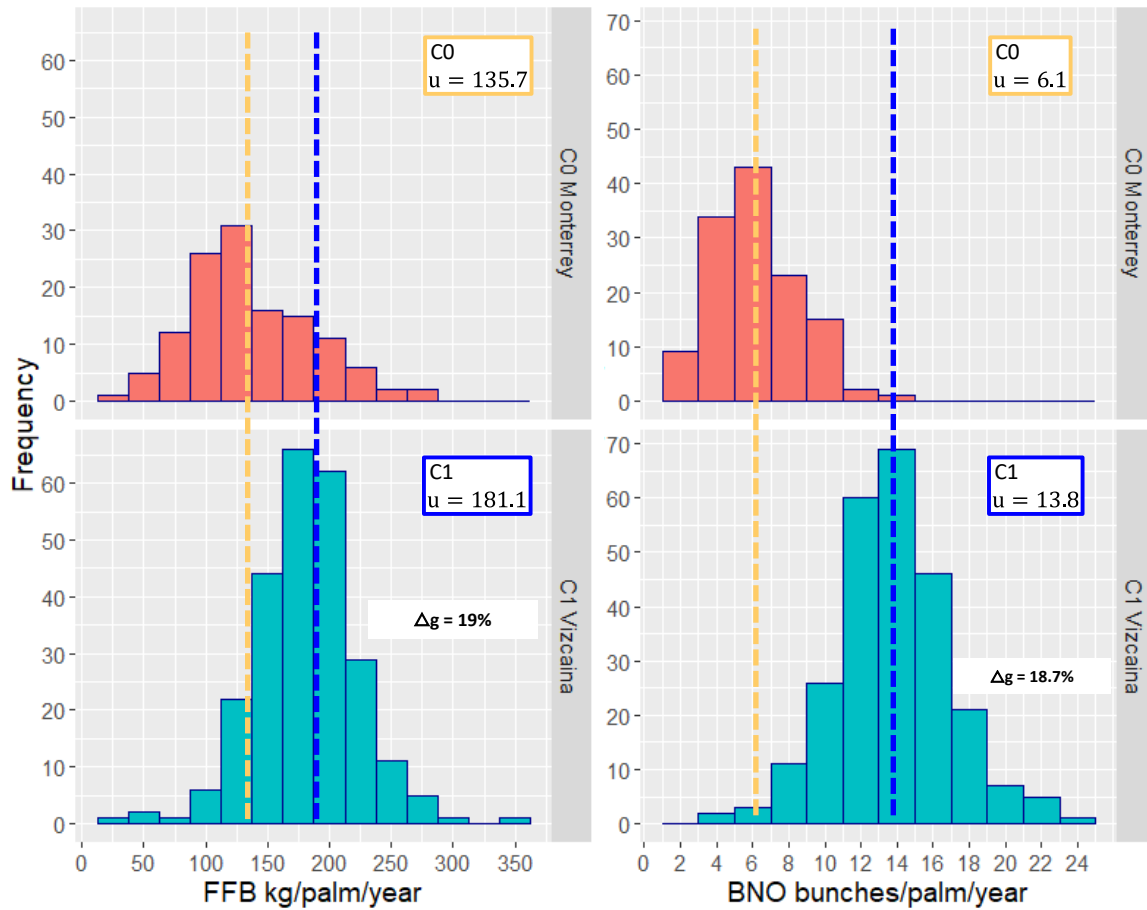 C0
u = 135.7
60
50
40
30
20
10
0
C0 Monterrey
C0
u = 6.1
70
60
50
40
30
20
10
0
C0 Monterrey
Frequency
C1
u = 181.1
△g = 19%
60
50
40
30
20
10
0
C1 Vizcaina
C1
u = 13.8
△g = 18.7%
70
60
50
40
30
20
10
0
C1 Vizcaina
0 50 100 150 200 250 300 350
FFB kg/palm/year
0 2 4 6 8 10 12 14 16 18 20 22 24
BNO bunches/palm/year